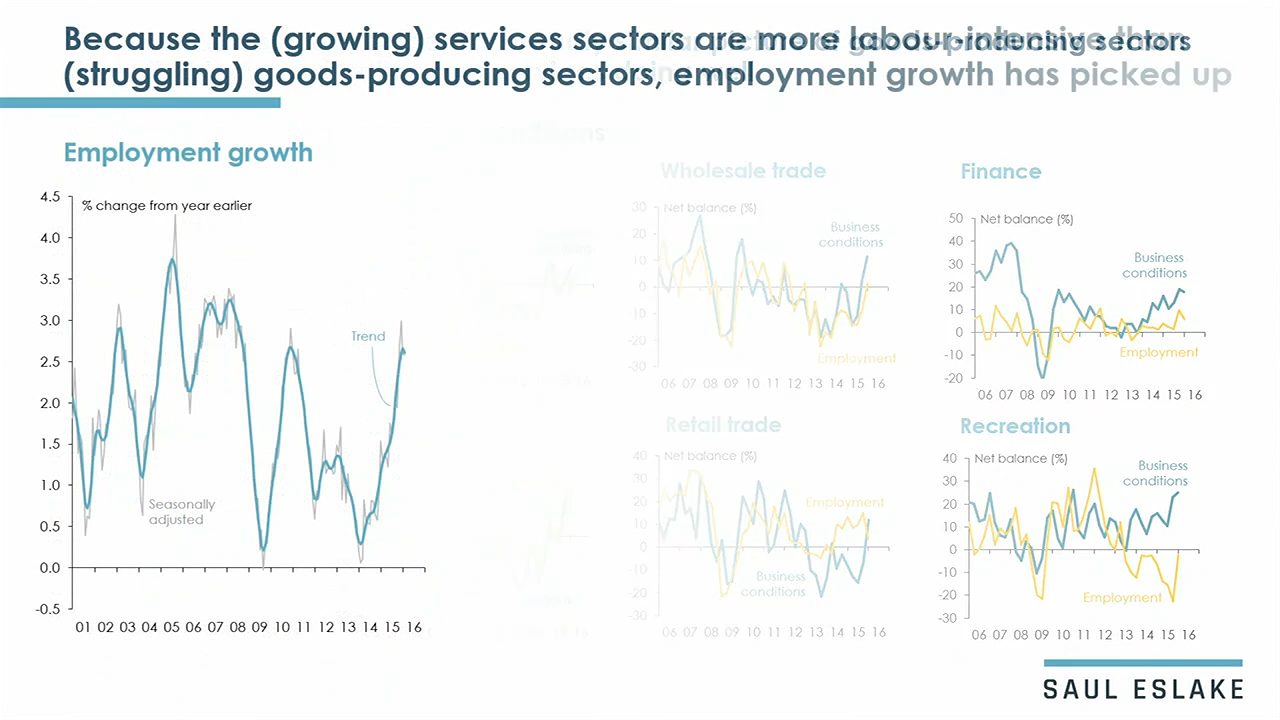 Because the (growing) services sectors are more labour-intensive than
(struggling) goods-producing sectors, employment growth has picked up
Employment growth
4.5
% change from year earlier
4.0
3.5
3.0
2.5
2.0
1.5
1.0
0.5
0.0
-0.5
Trend
Seasonally
adjusted
01 02 03 04 05 06 07 08 09 10 11 12 13 14 15 16
Wholesale trade
30
Net balance (%)
20
10
0
-10
-20
-30
Business
conditions
Employment
06 07 08 09 10 11 12 13 14 15 16
Finance
50
Net balance (%)
40
30
20
10
0
-10
-20
Business
conditions
Employment
06 07 08 09 10 11 12 13 14 15 16
Retail trade
40
Net balance (%)
30
20
10
0
-10
-20
-30
Employment
Business
conditions
06 07 08 09 10 11 12 13 14 15 16
Recreation
40
Net balance (%)
30
20
10
0
-10
-20
-30
Business
conditions
Employment
06 07 08 09 10 11 12 13 14 15 16
SAUL ESLAKE